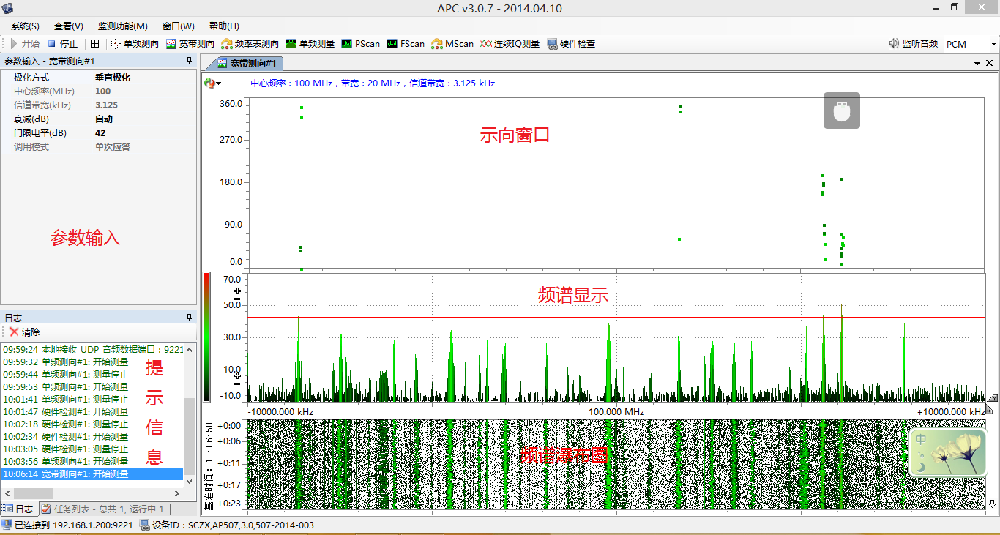 APC v3.0.7 - 2014.04.10
系统(S) 查看(V) 监测功能(M) 窗口(W) 帮助(H)
开始 停止 单频测向 宽带测向 频率表测向 单频测量 PScan FScan MScan 连续IQ测量 硬件检查 监听音频 PCM
参数输入 - 宽带测向#1
极化方式 垂直极化
中心频率(MHz) 100
信道带宽(kHz) 3.125
衰减(dB) 自动
门限电平(dB) 42
调用模式 单次应答
参数输入
日志
清除
09:59:24 本地接收 UDP 音频数据端口：9221
09:59:32 单频测向#1: 开始测量
09:59:44 单频测向#1: 测量停止
09:59:53 单频测向#1: 开始测量
10:01:41 单频测向#1: 测量停止
10:01:47 硬件检测#1: 开始测量
10:02:18 硬件检测#1: 测量停止
10:02:34 硬件检测#1: 开始测量
10:03:05 硬件检测#1: 测量停止
10:03:56 单频测向#1: 开始测量
10:06:14 宽带测向#1: 开始测量
提
示
信
息
日志 任务列表 - 总共 1, 运行中 1
宽带测向#1
中心频率：100 MHz，带宽：20 MHz，信道带宽：3.125 kHz
360.0
270.0
180.0
90.0
0.0
示向窗口
70.0
50.0
30.0
10.0
-10.0
频谱显示
-10000.000 kHz 100.000 MHz +10000.000 kHz
基准时间: 10:06:58
+0:00
+0:06
+0:11
+0:17
+0:23
频谱瀑布图
中
已连接到 192.168.1.200:9221 设备ID：SCZX,AP507,3.0,507-2014-003